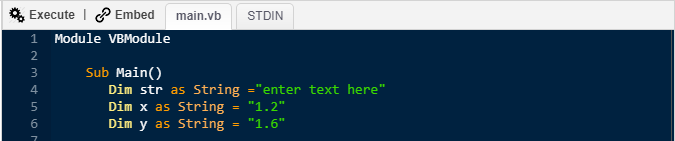 Execute | Embed main.vb STDIN
1 Module VBModule
2
3 Sub Main()
4 Dim str as String ="enter text here"
5 Dim x as String = "1.2"
6 Dim y as String = "1.6"
7